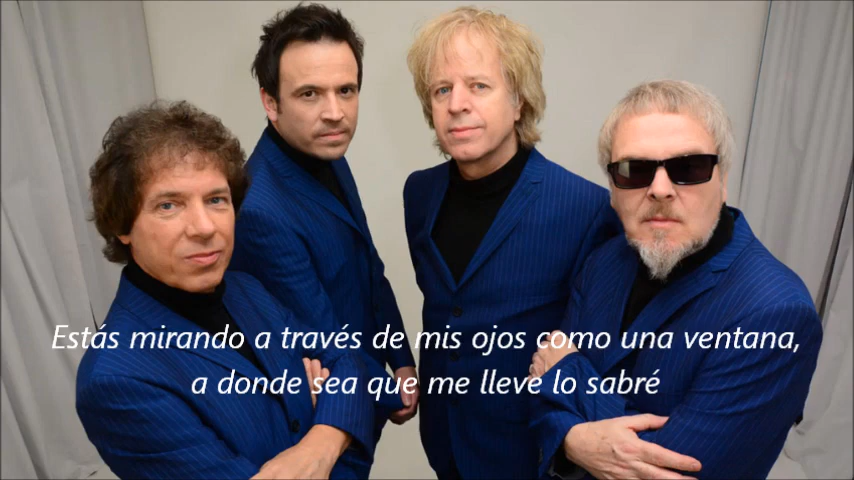 Estás mirando a través de mis ojos como una ventana,
a donde sea que me lleve lo sabré